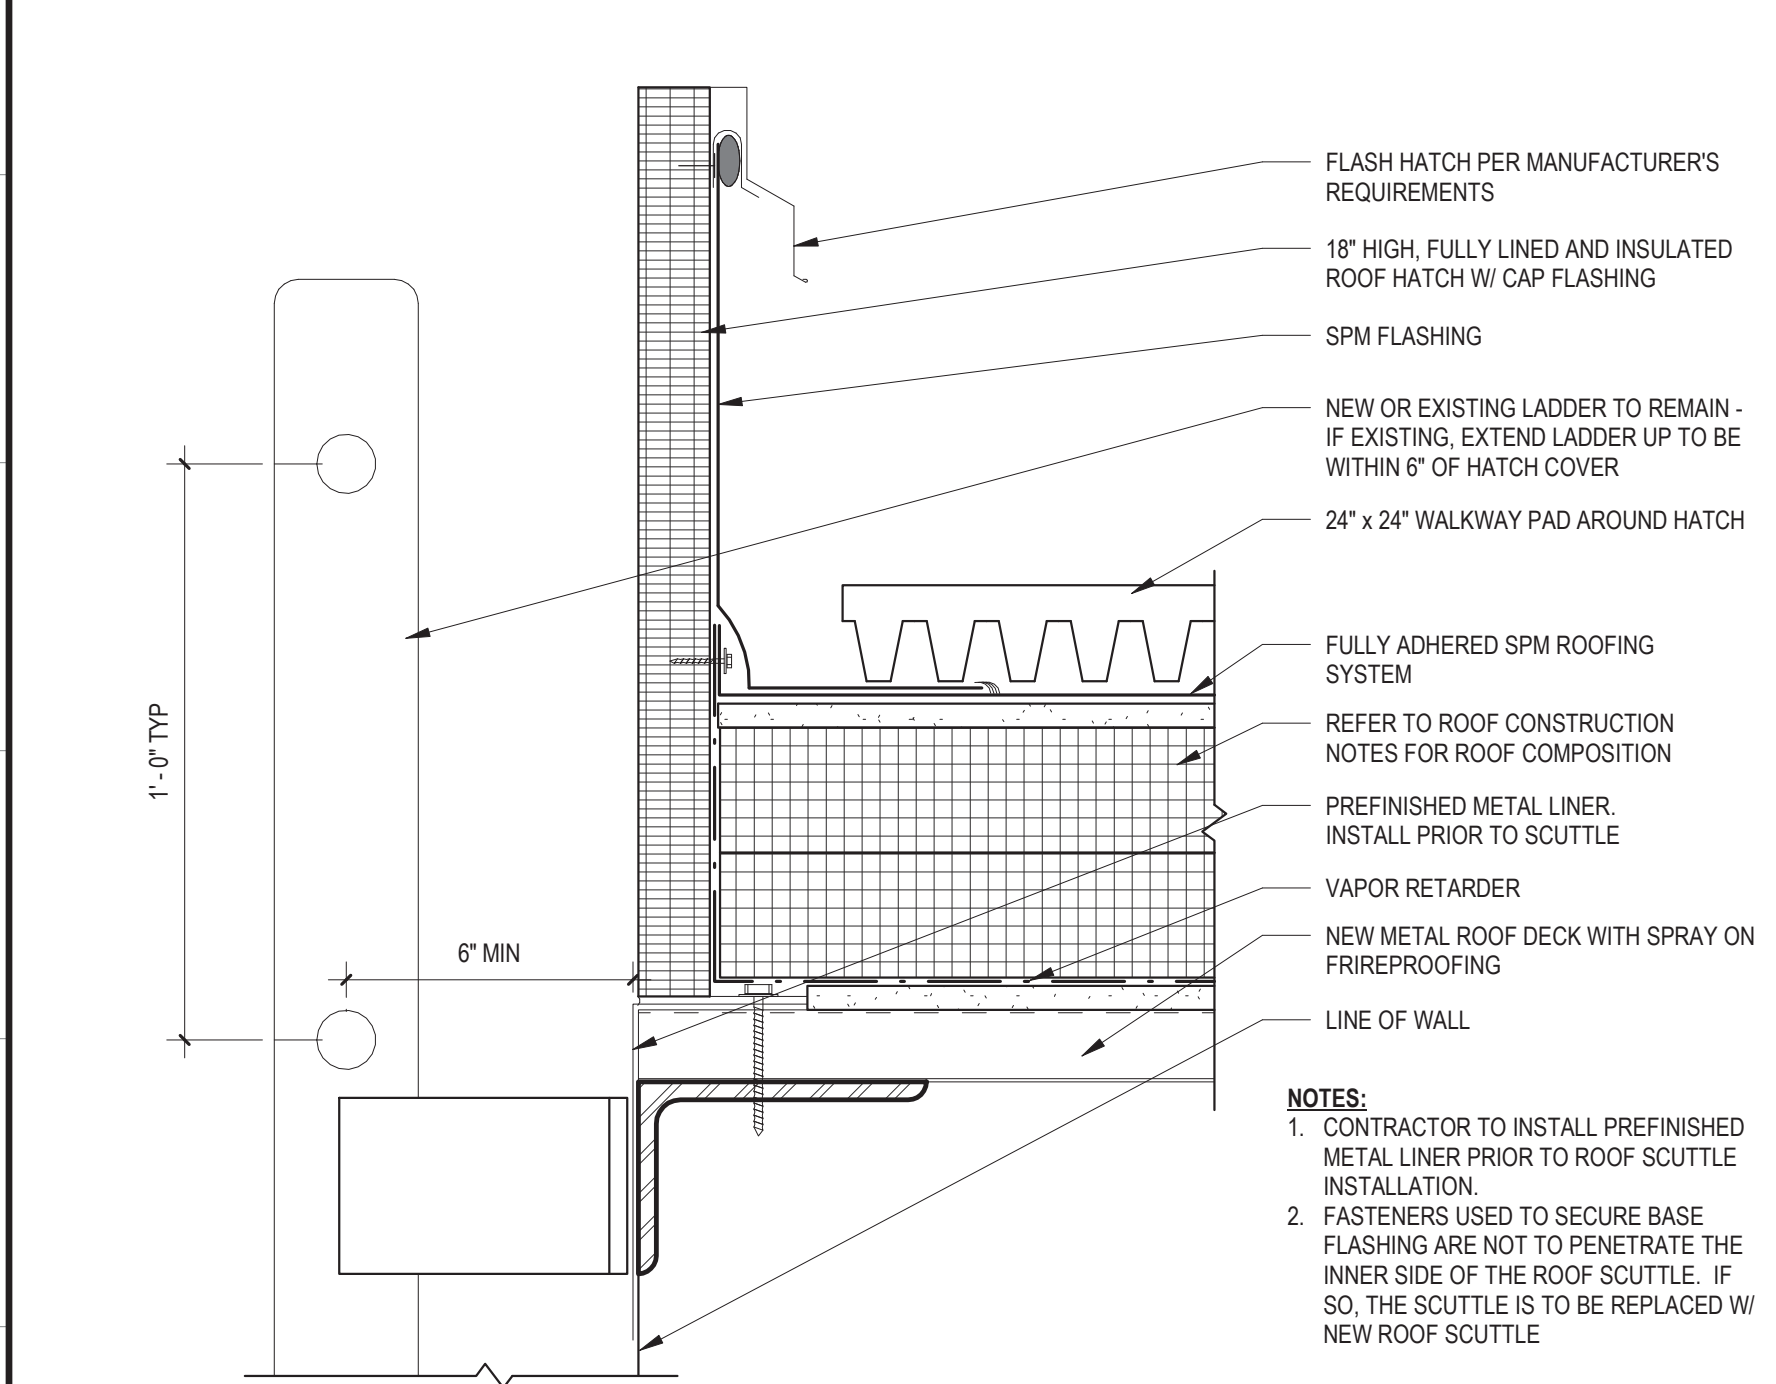 FLASH HATCH PER MANUFACTURER'S
REQUIREMENTS
18" HIGH, FULLY LINED AND INSULATED
ROOF HATCH W/ CAP FLASHING
SPM FLASHING
NEW OR EXISTING LADDER TO REMAIN -
IF EXISTING, EXTEND LADDER UP TO BE
WITHIN 6" OF HATCH COVER
24" x 24" WALKWAY PAD AROUND HATCH
FULLY ADHERED SPM ROOFING
SYSTEM
REFER TO ROOF CONSTRUCTION
NOTES FOR ROOF COMPOSITION
PREFINISHED METAL LINER.
INSTALL PRIOR TO SCUTTLE
VAPOR RETARDER
NEW METAL ROOF DECK WITH SPRAY ON
FRIREPROOFING
LINE OF WALL
1' - 0" TYP
6" MIN
NOTES:
1. CONTRACTOR TO INSTALL PREFINISHED
METAL LINER PRIOR TO ROOF SCUTTLE
INSTALLATION.
2. FASTENERS USED TO SECURE BASE
FLASHING ARE NOT TO PENETRATE THE
INNER SIDE OF THE ROOF SCUTTLE. IF
SO, THE SCUTTLE IS TO BE REPLACED W/
NEW ROOF SCUTTLE